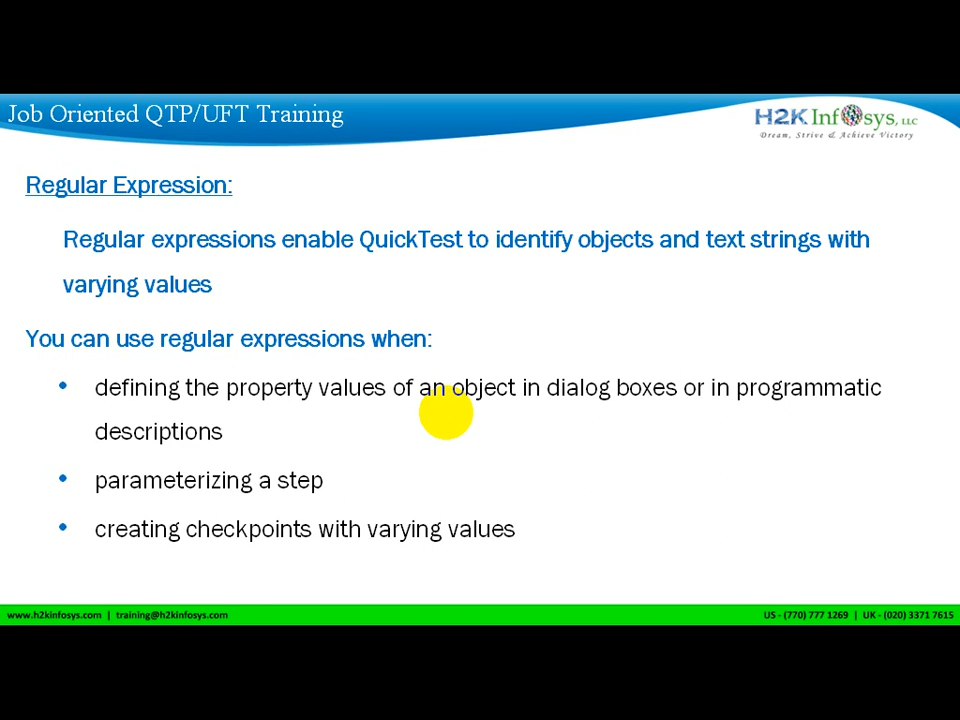 Job Oriented QTP/UFT Training
H2K Infosys, LLC
Dream, Strive & Achieve Victory
Regular Expression:
Regular expressions enable QuickTest to identify objects and text strings with
varying values
You can use regular expressions when:
• defining the property values of an object in dialog boxes or in programmatic
descriptions
• parameterizing a step
• creating checkpoints with varying values
www.h2kinfosys.com | training@h2kinfosys.com
US - (770) 777 1269 | UK - (020) 3371 7615